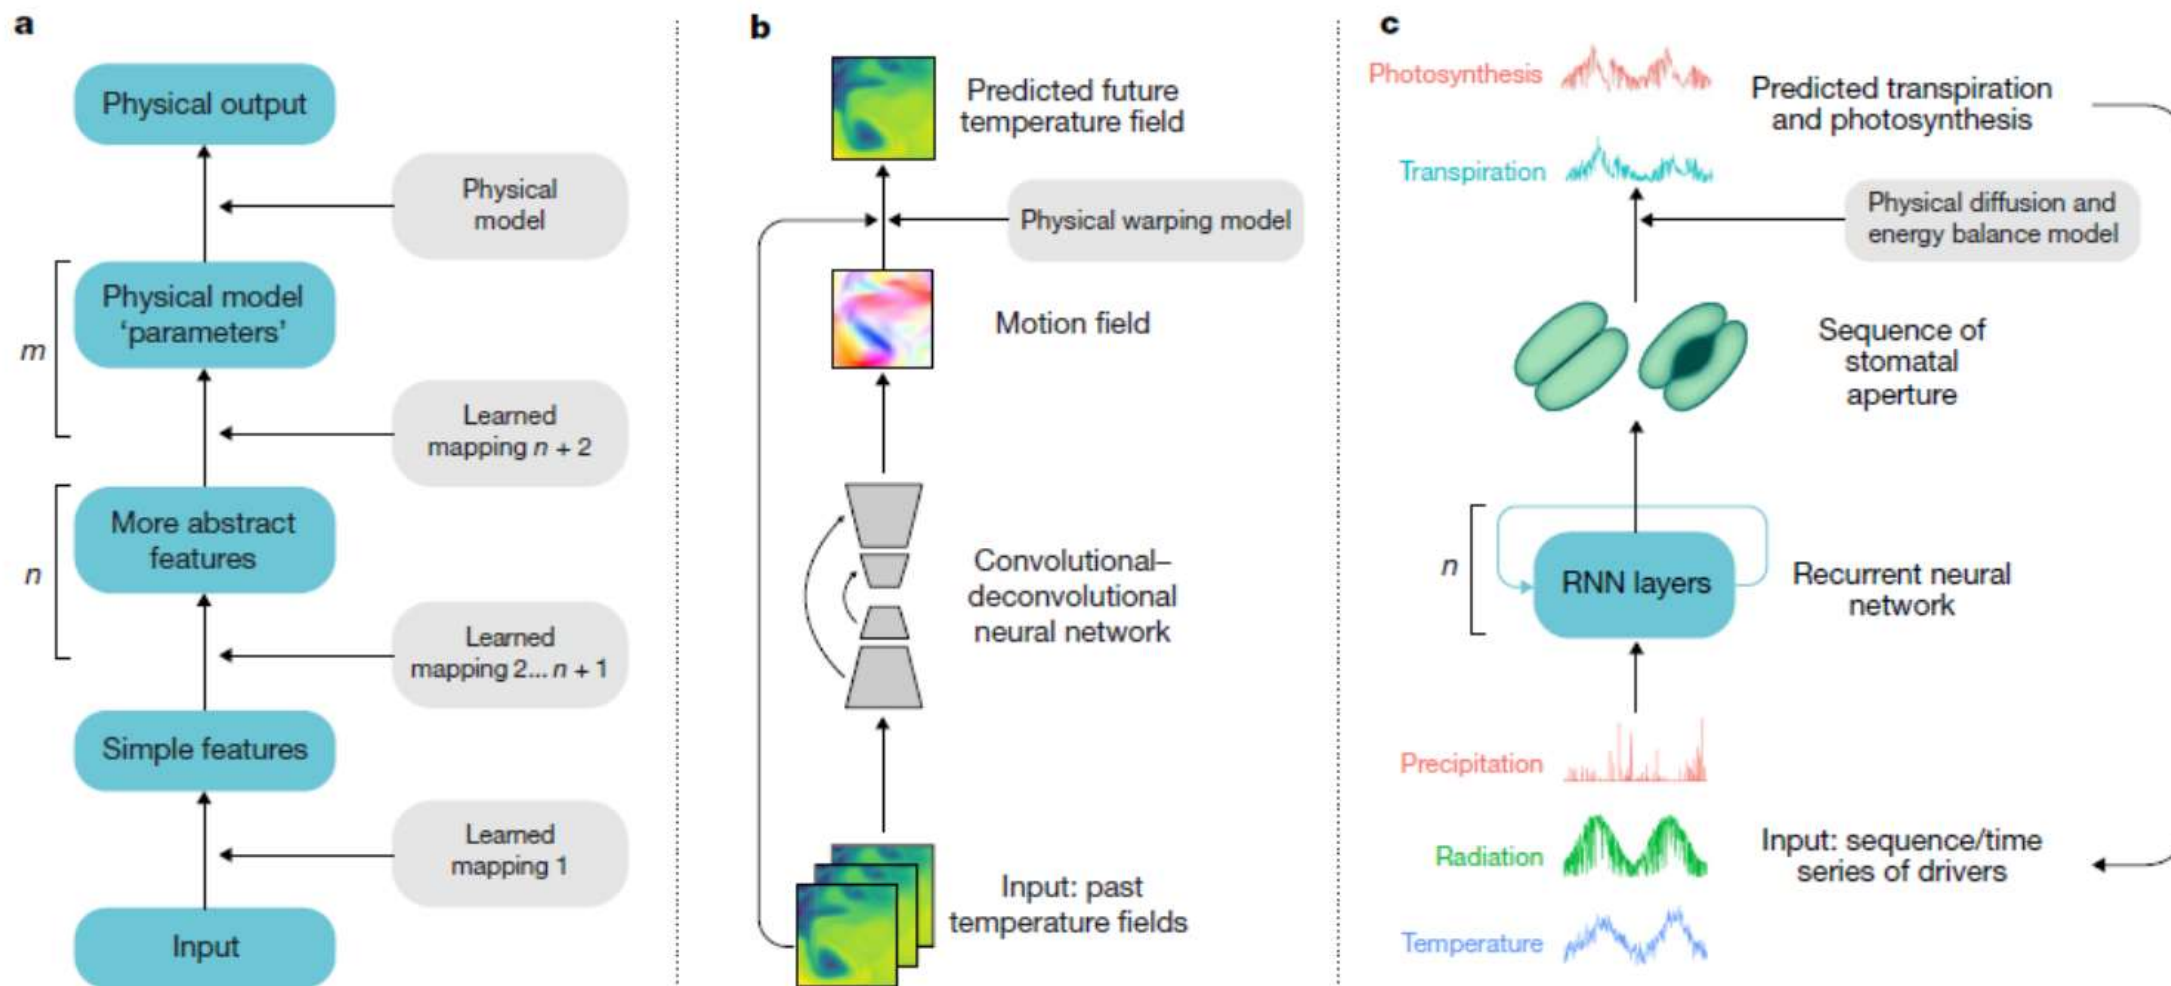 a
Physical output
Physical
model
Physical model
‘parameters’
m
Learned
mapping n + 2
More abstract
features
n
Learned
mapping 2... n + 1
Simple features
Learned
mapping 1
Input
b
Predicted future
temperature field
Physical warping model
Motion field
Convolutional–
deconvolutional
neural network
Input: past
temperature fields
c
Photosynthesis
Predicted transpiration
and photosynthesis
Transpiration
Physical diffusion and
energy balance model
Sequence of
stomatal
aperture
n
RNN layers
Recurrent neural
network
Precipitation
Radiation
Input: sequence/time
series of drivers
Temperature